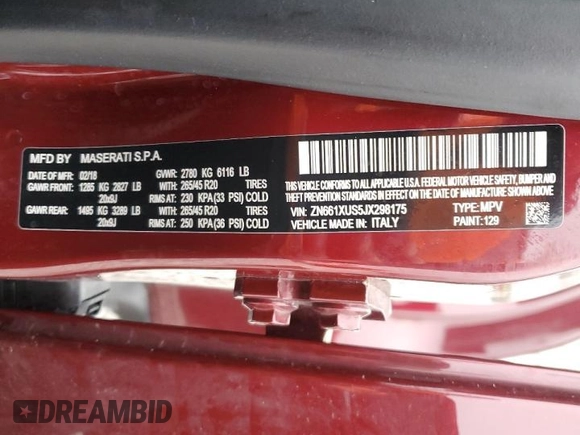 MFD BY MASERATI S.P.A.
DATE OF MFR: 02/18 GVWR: 2780 KG 6116 LB
GAWR FRONT: 1285 KG 2827 LB WITH: 265/45 R20 TIRES
20x9J RIMS AT: 230 KPA (33 PSI) COLD
GAWR REAR: 1495 KG 3289 LB WITH: 265/45 R20 TIRES
20x9J RIMS AT: 250 KPA (36 PSI) COLD
THIS VEHICLE CONFORMS TO ALL APPLICABLE U.S.A. FEDERAL MOTOR VEHICLE SAFETY, BUMPER AND
THEFT PREVENTION STANDARDS IN EFFECT ON THE DATE OF MANUFACTURE SHOWN ABOVE.
VIN: ZN661XUS5JX298175 TYPE: MPV
VEHICLE MADE IN: ITALY PAINT: 129
DREAMBID